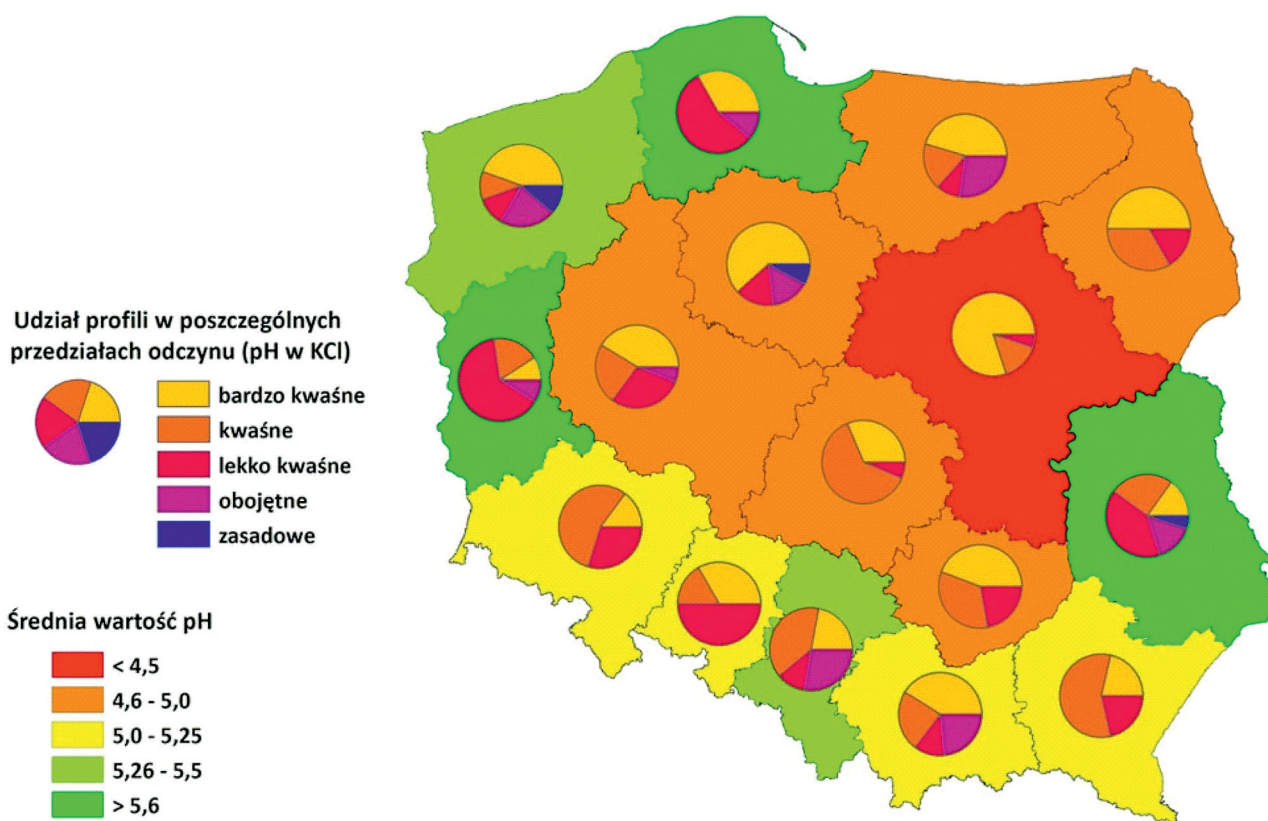 Udział profili w poszczególnych
przedziałach odczynu (pH w KCl)
bardzo kwaśne
kwaśne
lekko kwaśne
obojętne
zasadowe
Średnia wartość pH
< 4,5
4,6 - 5,0
5,0 - 5,25
5,26 - 5,5
> 5,6